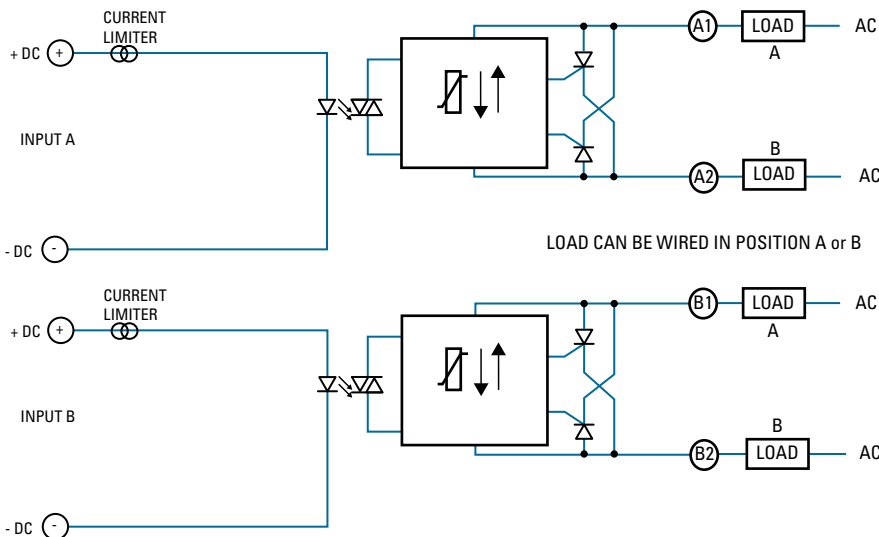 CURRENT
LIMITER
+ DC +
A1 LOAD AC
A
INPUT A
B
A2 LOAD AC
- DC -
LOAD CAN BE WIRED IN POSITION A or B
CURRENT
LIMITER
+ DC +
B1 LOAD AC
A
INPUT B
B
B2 LOAD AC
- DC -